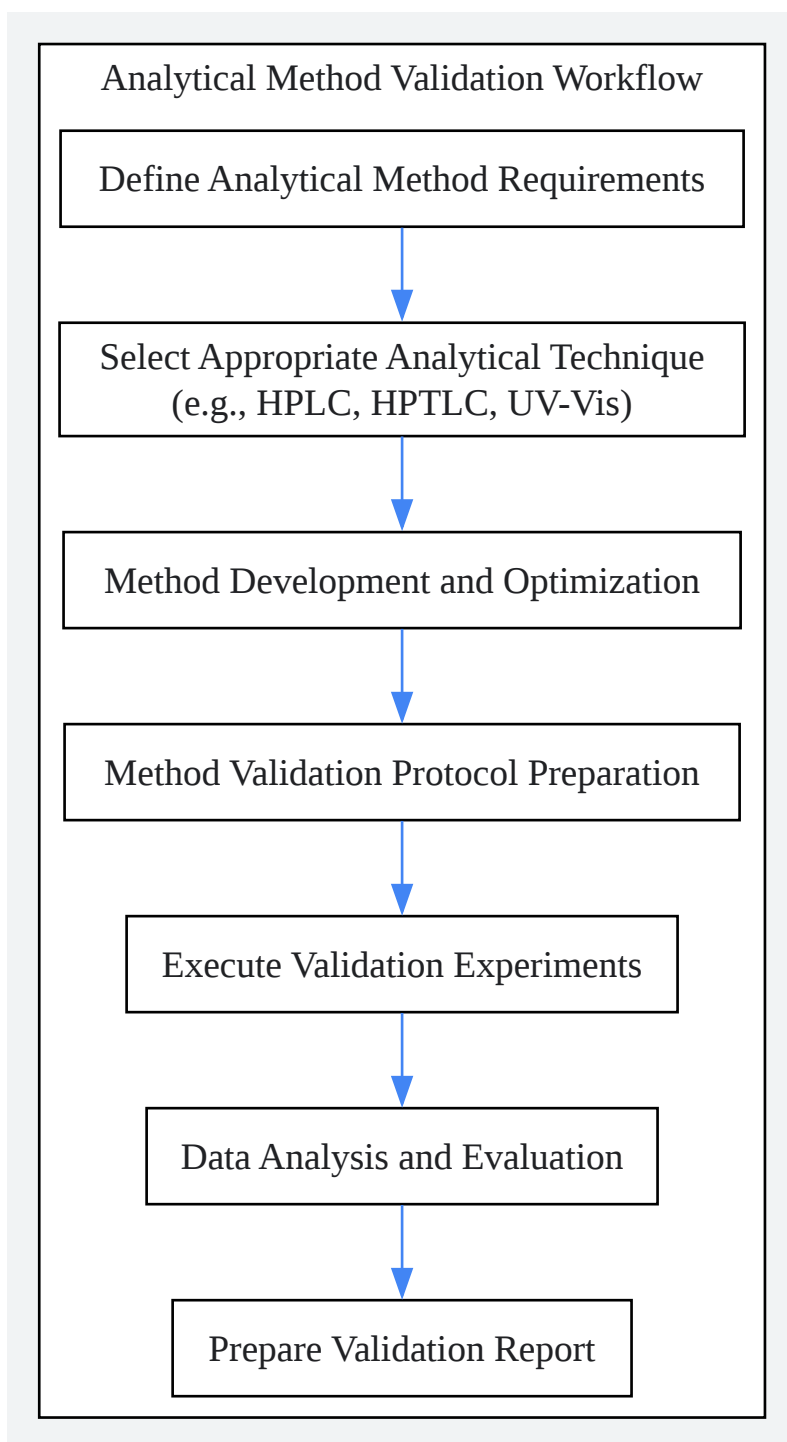 Analytical Method Validation Workflow
Define Analytical Method Requirements
Select Appropriate Analytical Technique
(e.g., HPLC, HPTLC, UV-Vis)
Method Development and Optimization
Method Validation Protocol Preparation
Execute Validation Experiments
Data Analysis and Evaluation
Prepare Validation Report